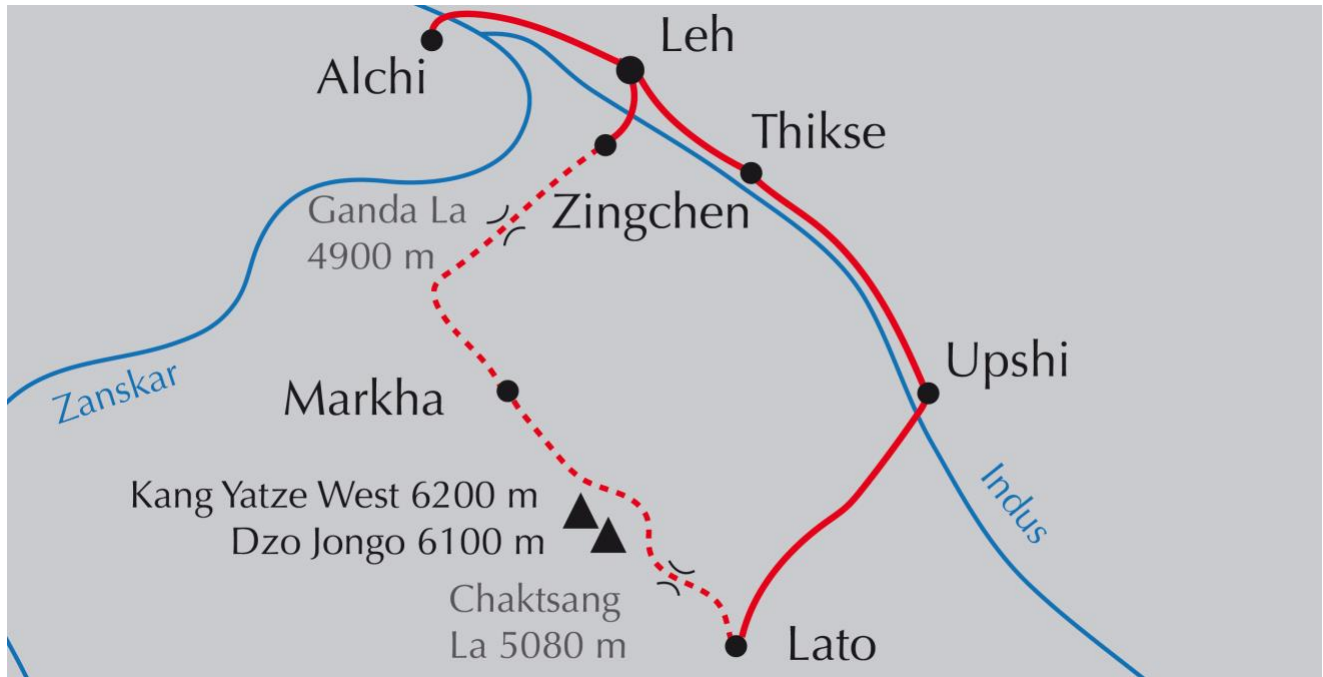 Leh
Alchi
Thikse
Ganda La
4900 m
Zingchen
Upshi
Zanskar
Markha
Kang Yatze West 6200 m
Dzo Jongo 6100 m
Indus
Chaktsang
La 5080 m
Lato